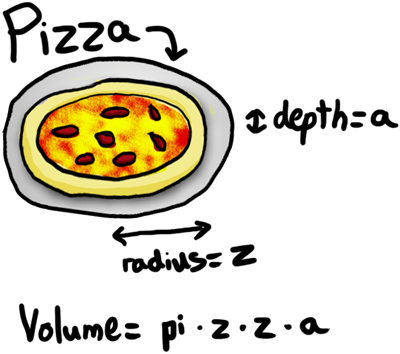 Pizza
depth=a
radius=z
Volume= pi·z·z·a